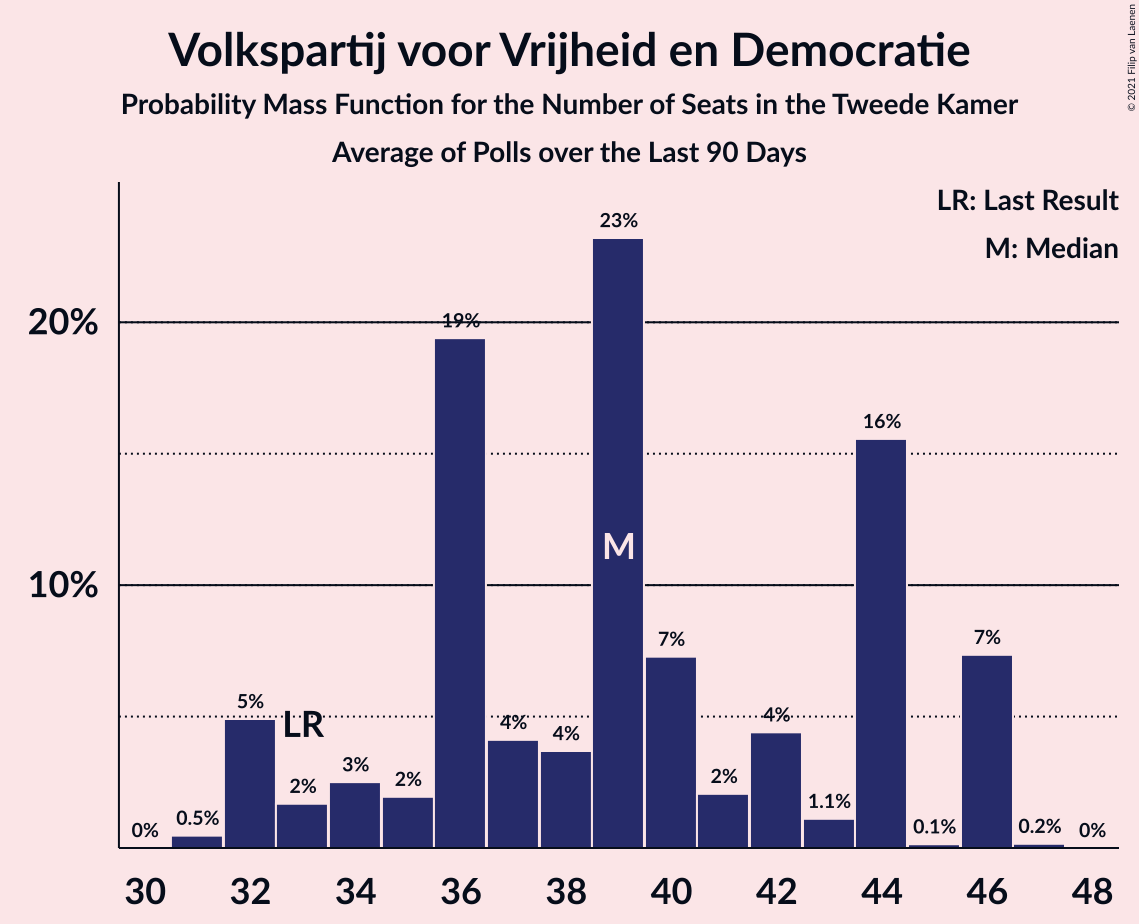 Volkspartij voor Vrijheid en Democratie
Probability Mass Function for the Number of Seats in the Tweede Kamer
Average of Polls over the Last 90 Days
© 2021 Filip van Laenen
LR: Last Result
M: Median
20%
10%
0%
0.5%
5%
2%
3%
2%
19%
4%
4%
23%
7%
2%
4%
1.1%
16%
0.1%
7%
0.2%
0%
LR
M
30 32 34 36 38 40 42 44 46 48